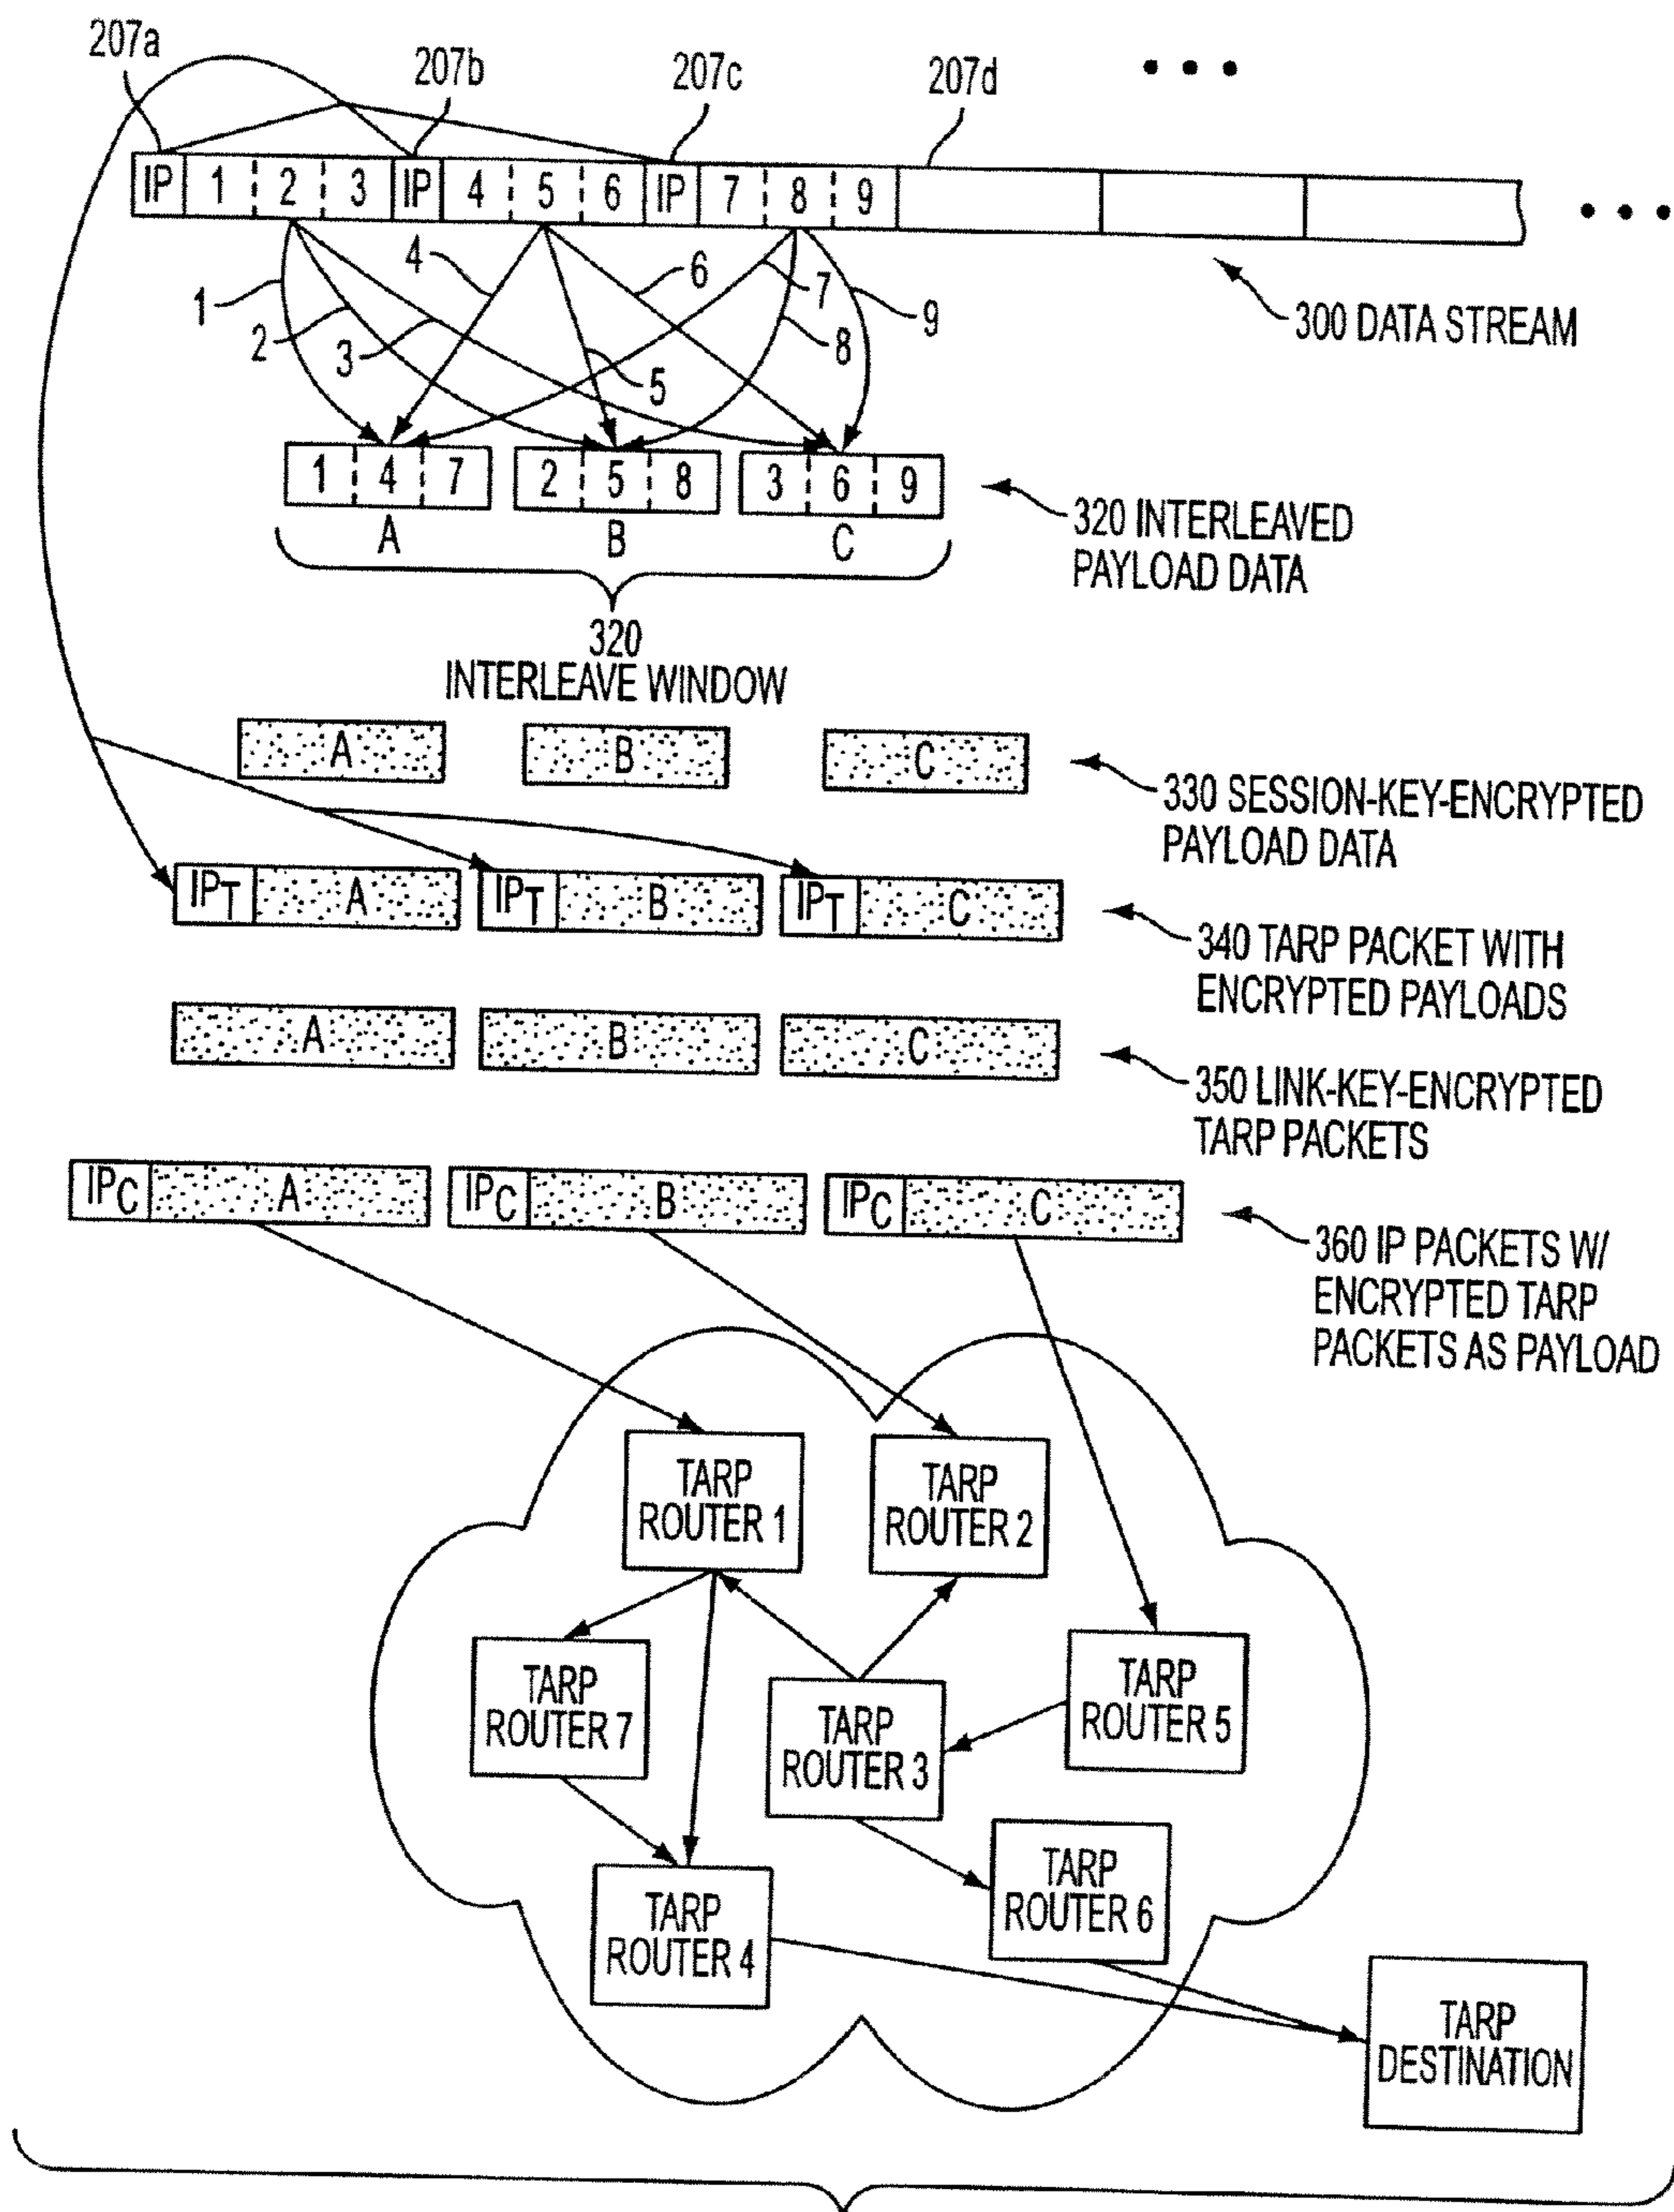 207a
207b
207c
207d
• • •
IP 1 2 3 IP 4 5 6 IP 7 8 9
• • •
300 DATA STREAM
1
2
3
4
5
6
7
8
9
1 4 7
2 5 8
3 6 9
A
B
C
320 INTERLEAVED
PAYLOAD DATA
320
INTERLEAVE WINDOW
A
B
C
330 SESSION-KEY-ENCRYPTED
PAYLOAD DATA
IPT A
IPT B
IPT C
340 TARP PACKET WITH
ENCRYPTED PAYLOADS
A
B
C
350 LINK-KEY-ENCRYPTED
TARP PACKETS
IPC A
IPC B
IPC C
360 IP PACKETS W/
ENCRYPTED TARP
PACKETS AS PAYLOAD
TARP
ROUTER 1
TARP
ROUTER 2
TARP
ROUTER 7
TARP
ROUTER 3
TARP
ROUTER 5
TARP
ROUTER 4
TARP
ROUTER 6
TARP
DESTINATION